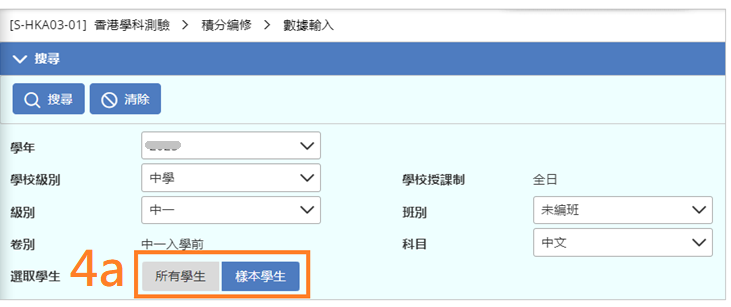 [S-HKA03-01] 香港學科測驗 > 積分編修 > 數據輸入
搜尋
搜尋 清除
學年
學校級別 中學 學校授課制 全日
級別 中一 班別 未編班
卷別 中一入學前 科目 中文
選取學生 4a 所有學生 樣本學生